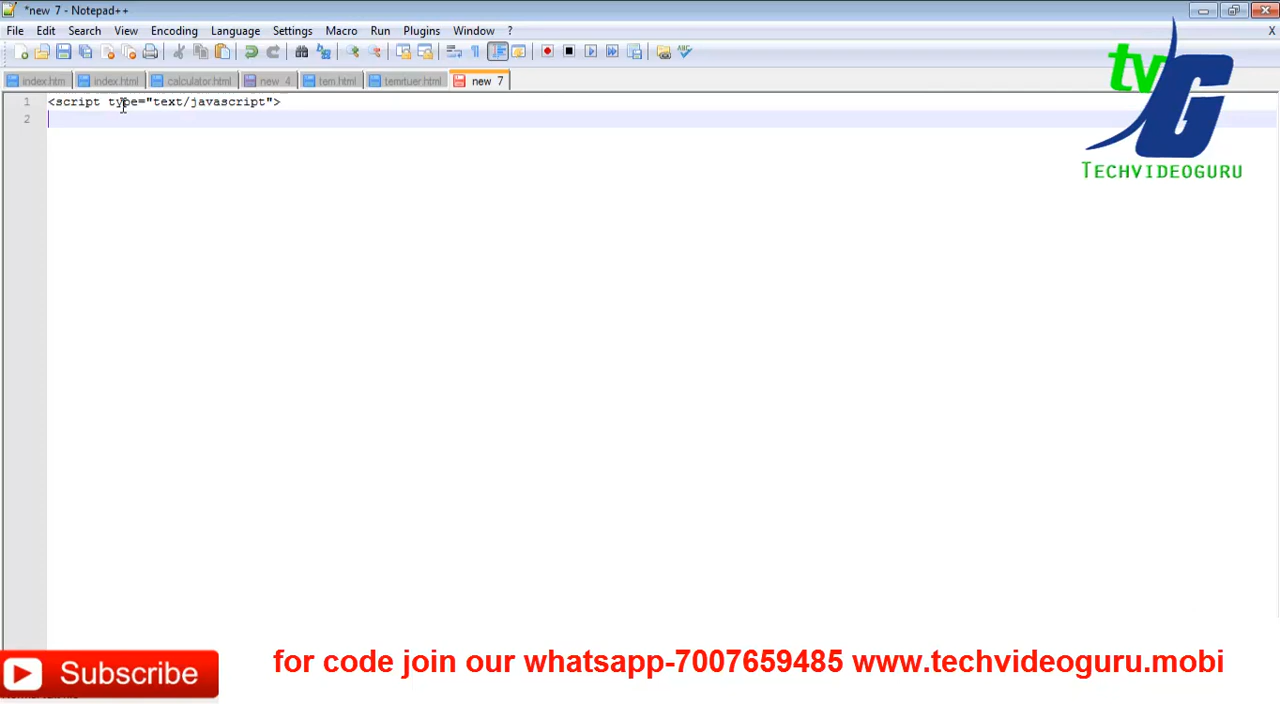 *new 7 - Notepad++
File Edit Search View Encoding Language Settings Macro Run Plugins Window ? X
index.htm index.html calculator.html new 4 tem.html temituer.html new 7
1 <script type="text/javascript">
2
tv G
TECHVIDEOGURU
Subscribe
for code join our whatsapp-7007659485 www.techvideoguru.mobi